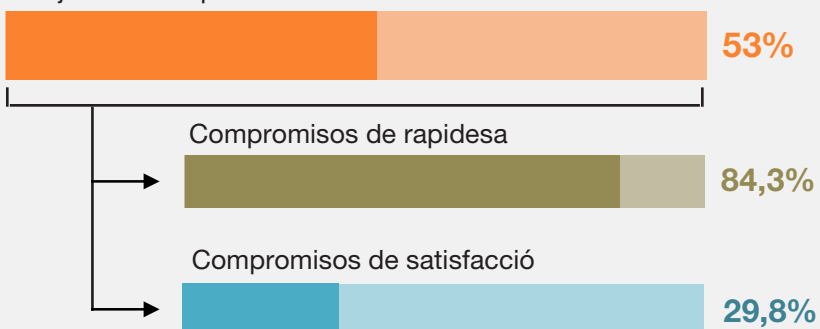 53%
Compromisos de rapidesa
84,3%
Compromisos de satisfacció
29,8%